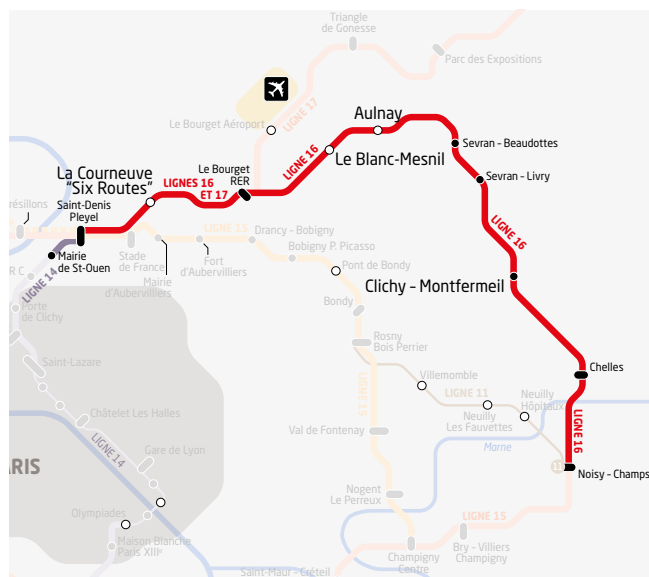 Triangle
de Gonesse
Parc des Expositions
LIGNE 17
Le Bourget Aéroport
Aulnay
Sevran - Beaudottes
Le Blanc-Mesnil
LIGNE 16
Le Bourget
RER
La Courneuve
"Six Routes"
LIGNES 16
ET 17
Sevran - Livry
Saint-Denis
Pleyel
LIGNE 15
Drancy - Bobigny
Mairie
de St-Ouen
Stade
de France
Fort
d'Aubervilliers
Bobigny P. Picasso
Mairie
d'Aubervilliers
Pont de Bondy
LIGNE 16
RER C
LIGNE 14
Clichy - Montfermeil
Porte
de Clichy
Bondy
Rosny
Bois Perrier
Saint-Lazare
Chelles
Villemomble
LIGNE 11
Neuilly
Hôpitaux
Châtelet Les Halles
LIGNE 15
Neuilly
Les Fauvettes
LIGNE 16
Val de Fontenay
LIGNE 14
Marne
Gare de Lyon
ARIS
11
Noisy - Champs
Nogent
Le Perreux
Olympiades
LIGNE 15
Maison Blanche
Paris XIIIe
Bry - Villiers
Champigny
Champigny
Centre
Saint-Maur - Créteil